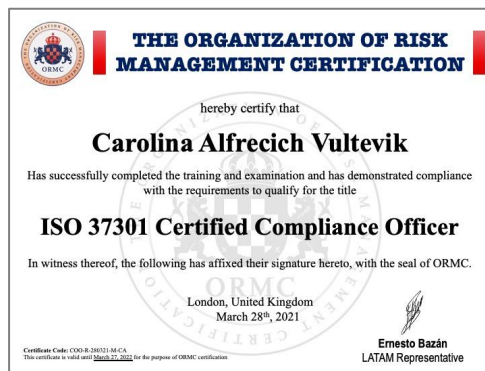 ORMC
THE ORGANIZATION OF RISK
MANAGEMENT CERTIFICATION
hereby certify that
Carolina Alfrecich Vultevik
Has successfully completed the training and examination and has demonstrated compliance
with the requirements to qualify for the title
ISO 37301 Certified Compliance Officer
In witness thereof, the following has affixed their signature hereto, with the seal of ORMC.
ORMC
London, United Kingdom
March 28th, 2021
Ernesto Bazán
LATAM Representative
Certificate Code: COO-R-280321-M-CA
This certificate is valid until March 27, 2022 for the purpose of ORMC certification